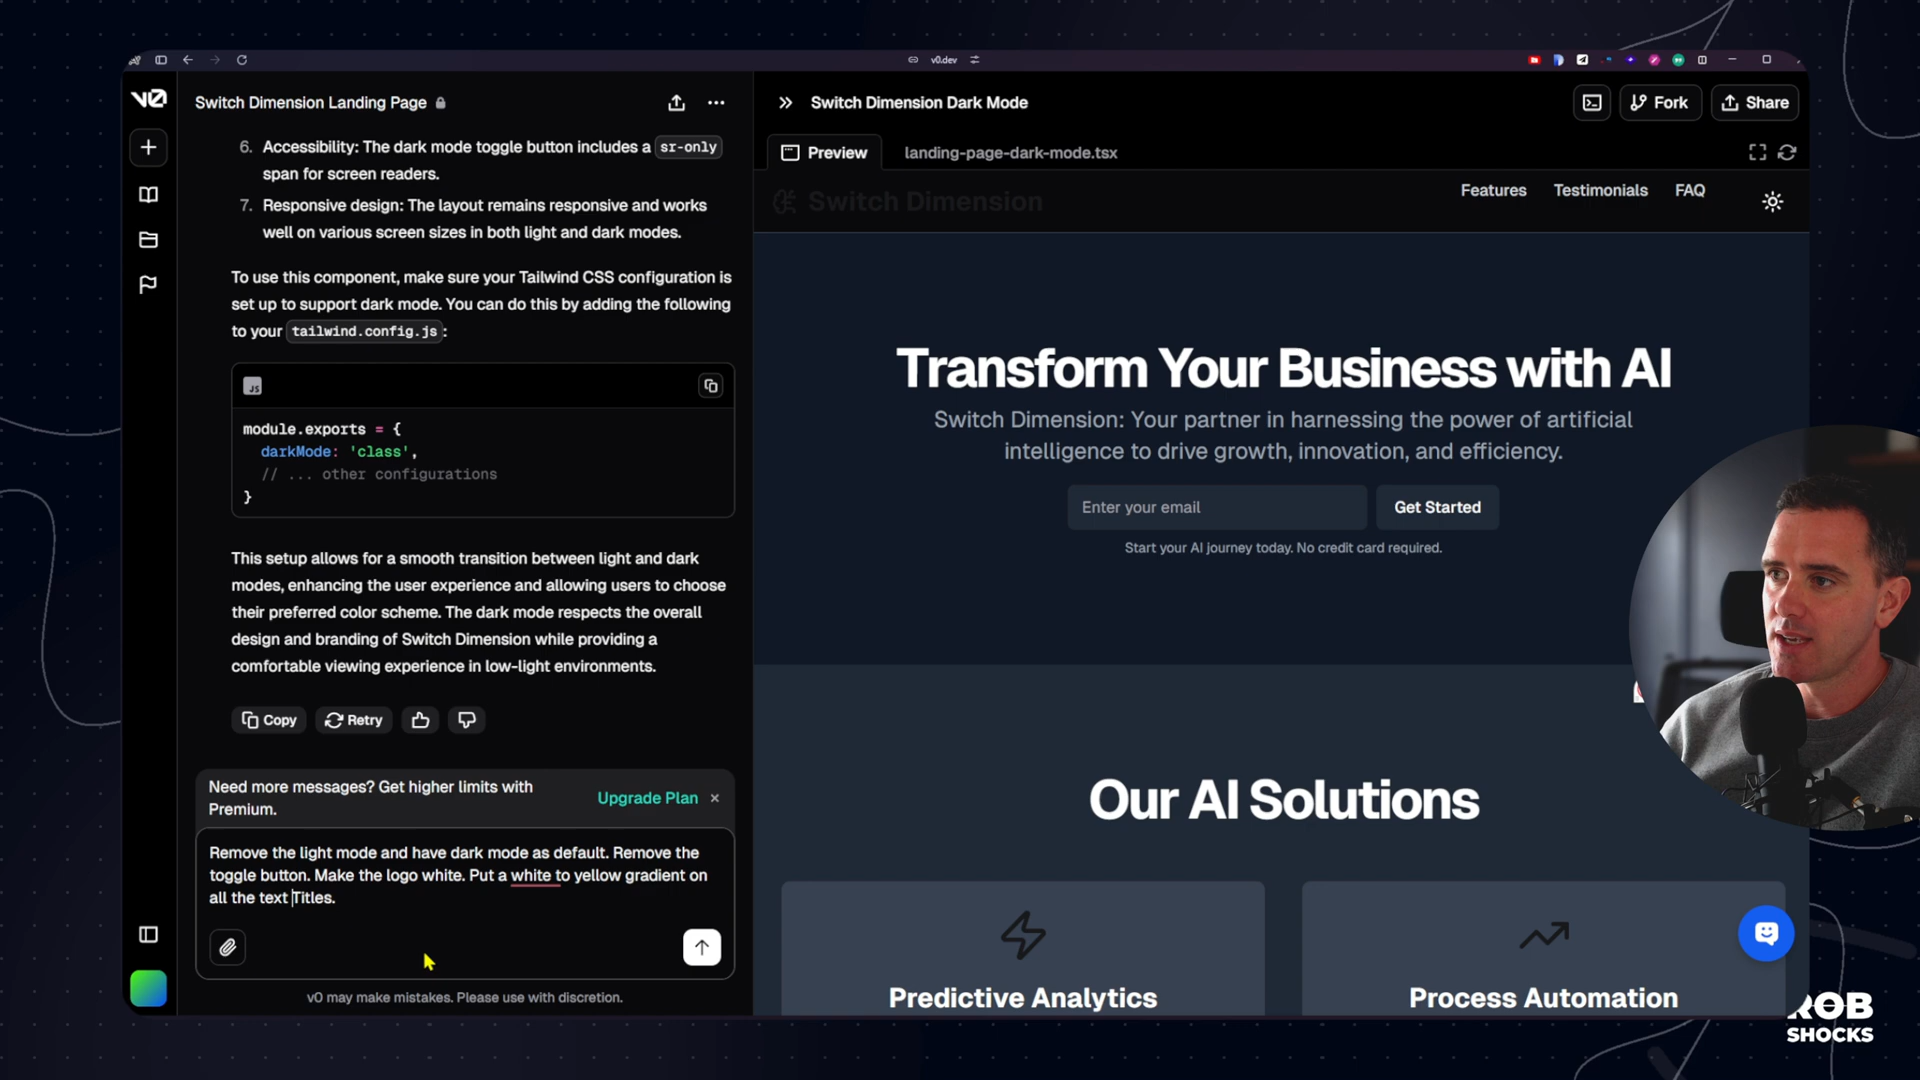 v0.dev
v0
Switch Dimension Landing Page
Switch Dimension Dark Mode
Fork
Share
6. Accessibility: The dark mode toggle button includes a sr-only
span for screen readers.
7. Responsive design: The layout remains responsive and works
well on various screen sizes in both light and dark modes.
To use this component, make sure your Tailwind CSS configuration is
set up to support dark mode. You can do this by adding the following
to your tailwind.config.js:
JS
module.exports = {
darkMode: 'class',
// ... other configurations
}
This setup allows for a smooth transition between light and dark
modes, enhancing the user experience and allowing users to choose
their preferred color scheme. The dark mode respects the overall
design and branding of Switch Dimension while providing a
comfortable viewing experience in low-light environments.
Copy
Retry
Need more messages? Get higher limits with
Premium.
Upgrade Plan
Remove the light mode and have dark mode as default. Remove the
toggle button. Make the logo white. Put a white to yellow gradient on
all the text Titles.
v0 may make mistakes. Please use with discretion.
Preview
landing-page-dark-mode.tsx
Switch Dimension
Features
Testimonials
FAQ
Transform Your Business with AI
Switch Dimension: Your partner in harnessing the power of artificial
intelligence to drive growth, innovation, and efficiency.
Enter your email
Get Started
Start your AI journey today. No credit card required.
Our AI Solutions
Predictive Analytics
Process Automation
ROB
SHOCKS